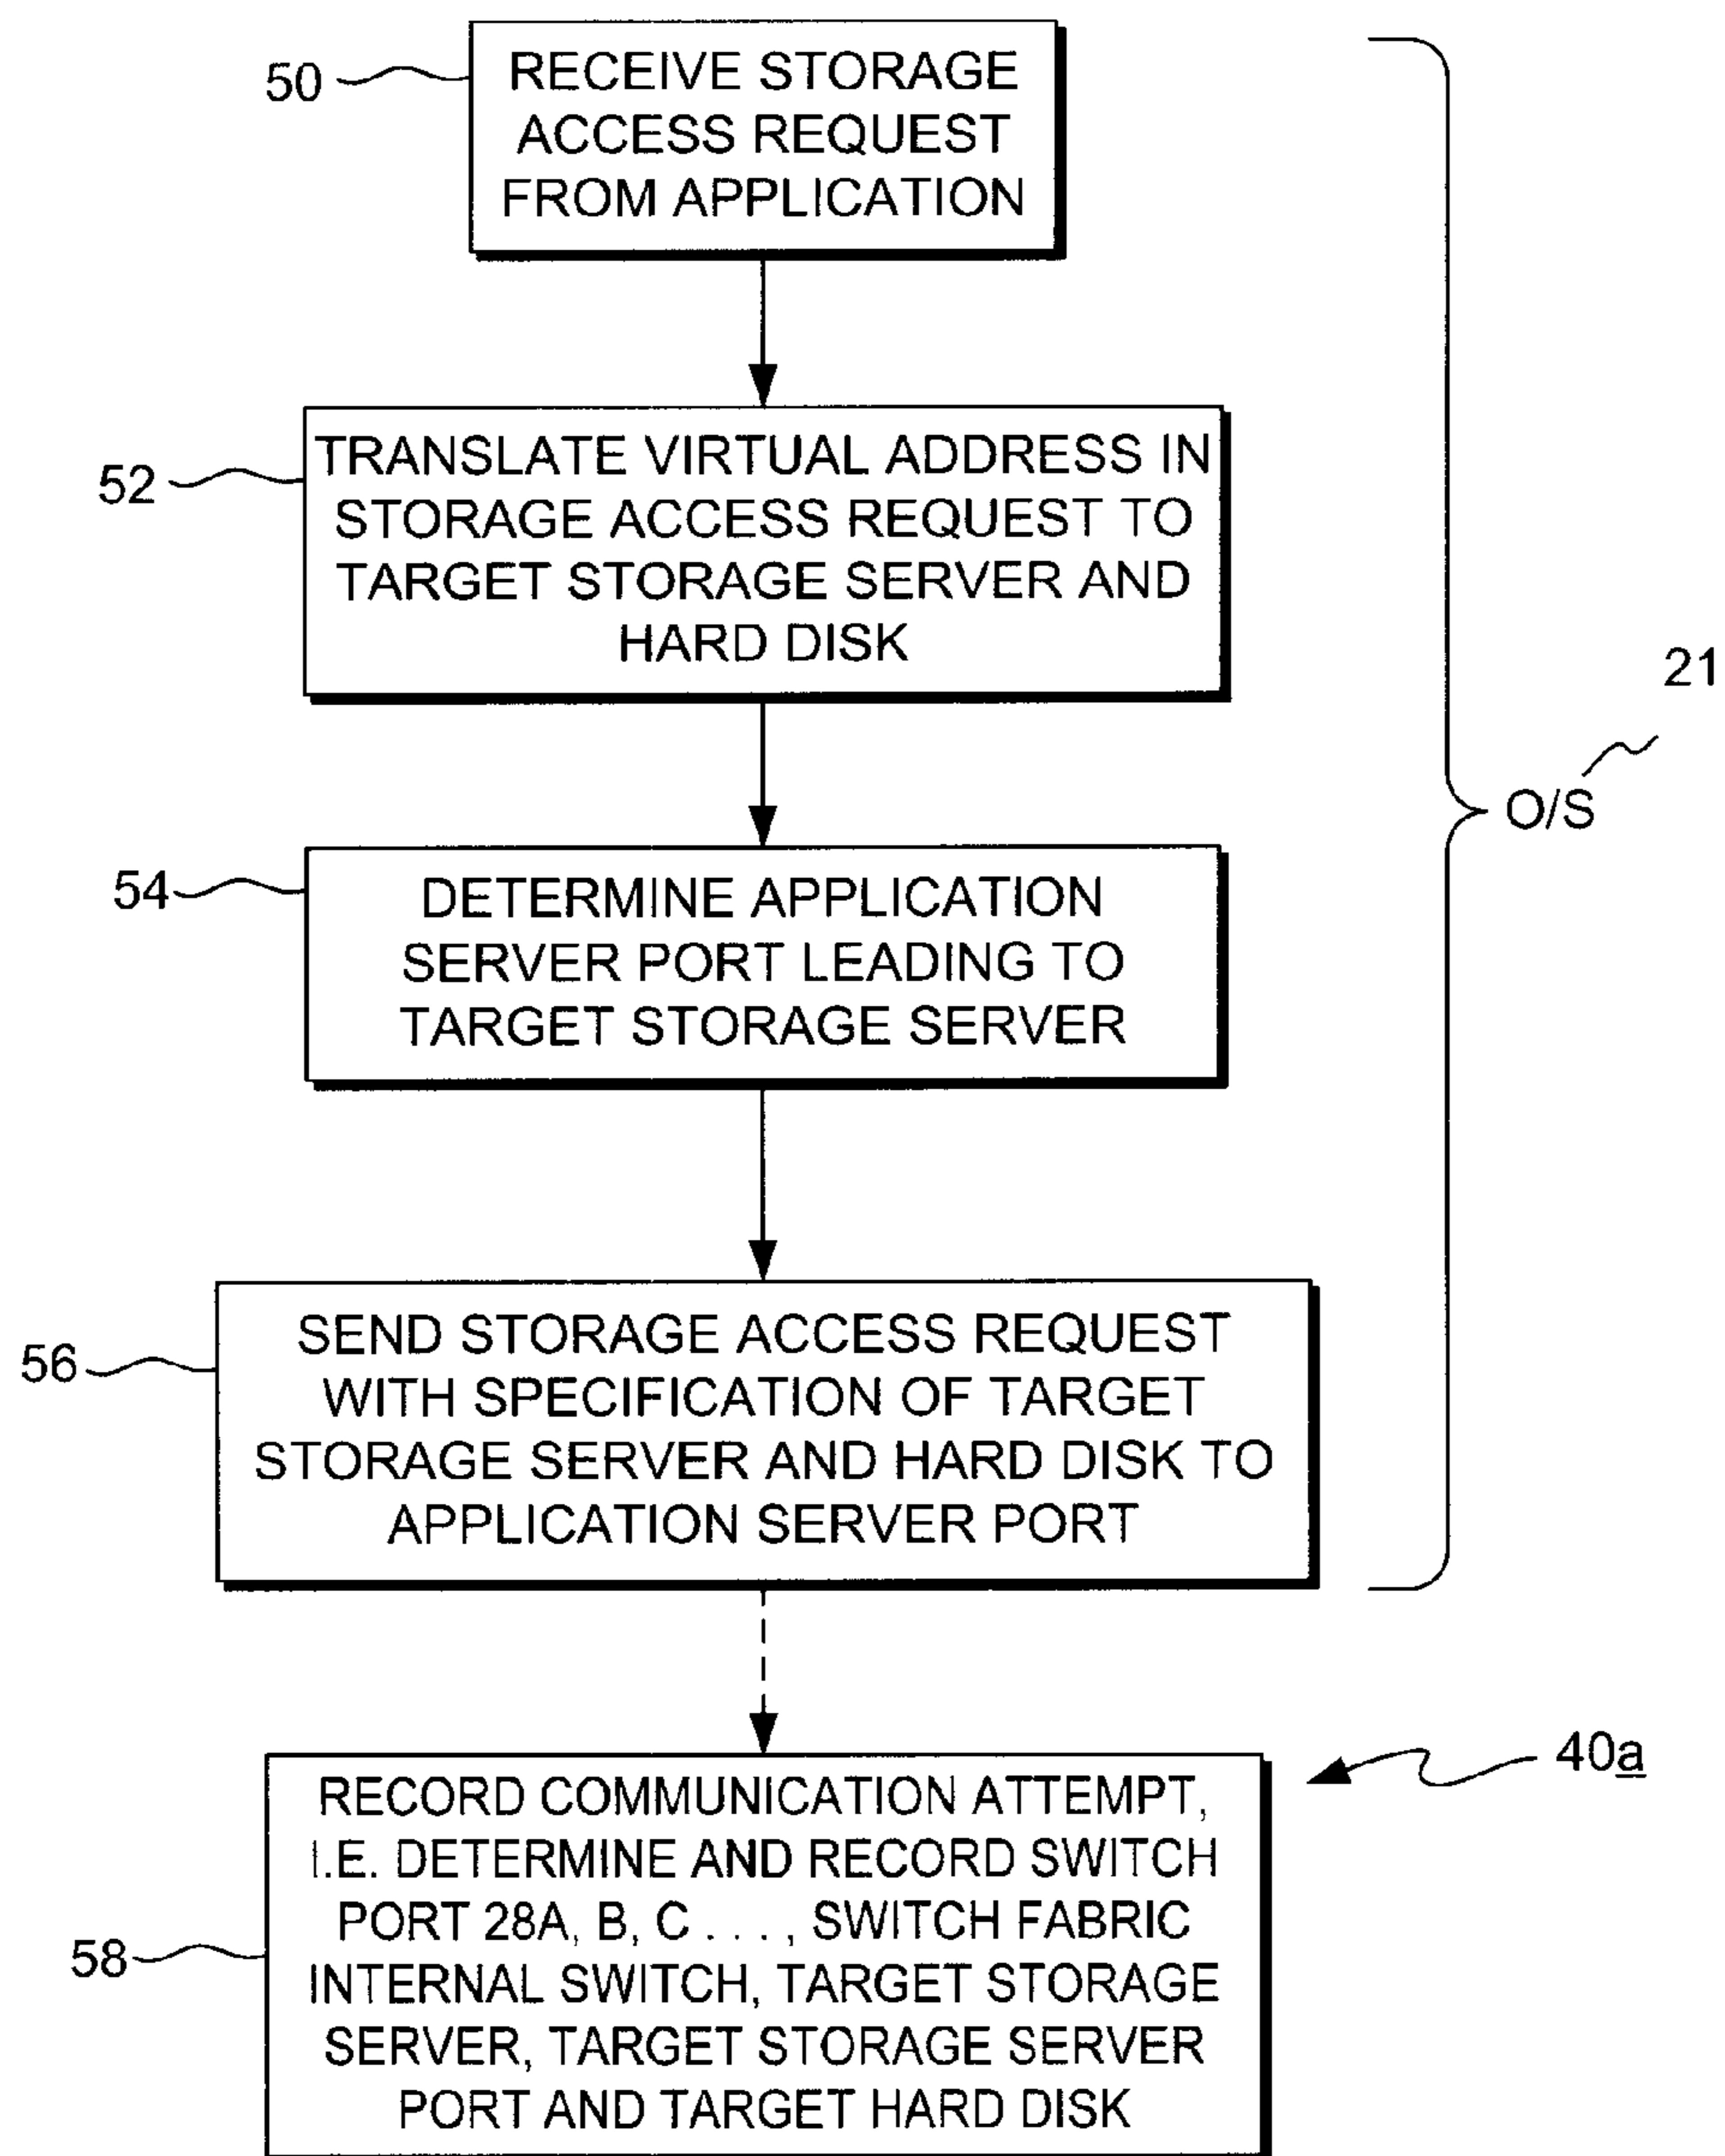 50
RECEIVE STORAGE
ACCESS REQUEST
FROM APPLICATION
52
TRANSLATE VIRTUAL ADDRESS IN
STORAGE ACCESS REQUEST TO
TARGET STORAGE SERVER AND
HARD DISK
21
O/S
54
DETERMINE APPLICATION
SERVER PORT LEADING TO
TARGET STORAGE SERVER
56
SEND STORAGE ACCESS REQUEST
WITH SPECIFICATION OF TARGET
STORAGE SERVER AND HARD DISK TO
APPLICATION SERVER PORT
40a
58
RECORD COMMUNICATION ATTEMPT,
I.E. DETERMINE AND RECORD SWITCH
PORT 28A, B, C . . . , SWITCH FABRIC
INTERNAL SWITCH, TARGET STORAGE
SERVER, TARGET STORAGE SERVER
PORT AND TARGET HARD DISK